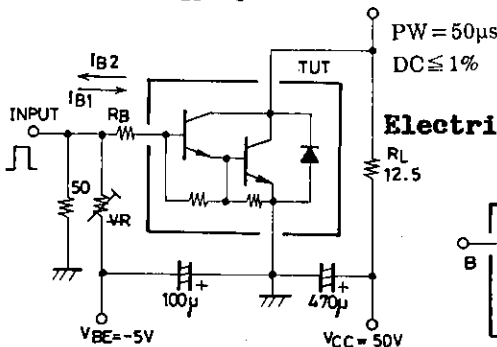 PW=50μs
DC≦1%
IB2
IB1
TUT
INPUT
RB
Electri
RL
12.5
50
VR
B
100μ
+
470μ
+
VBE=-5V
VCC=50V